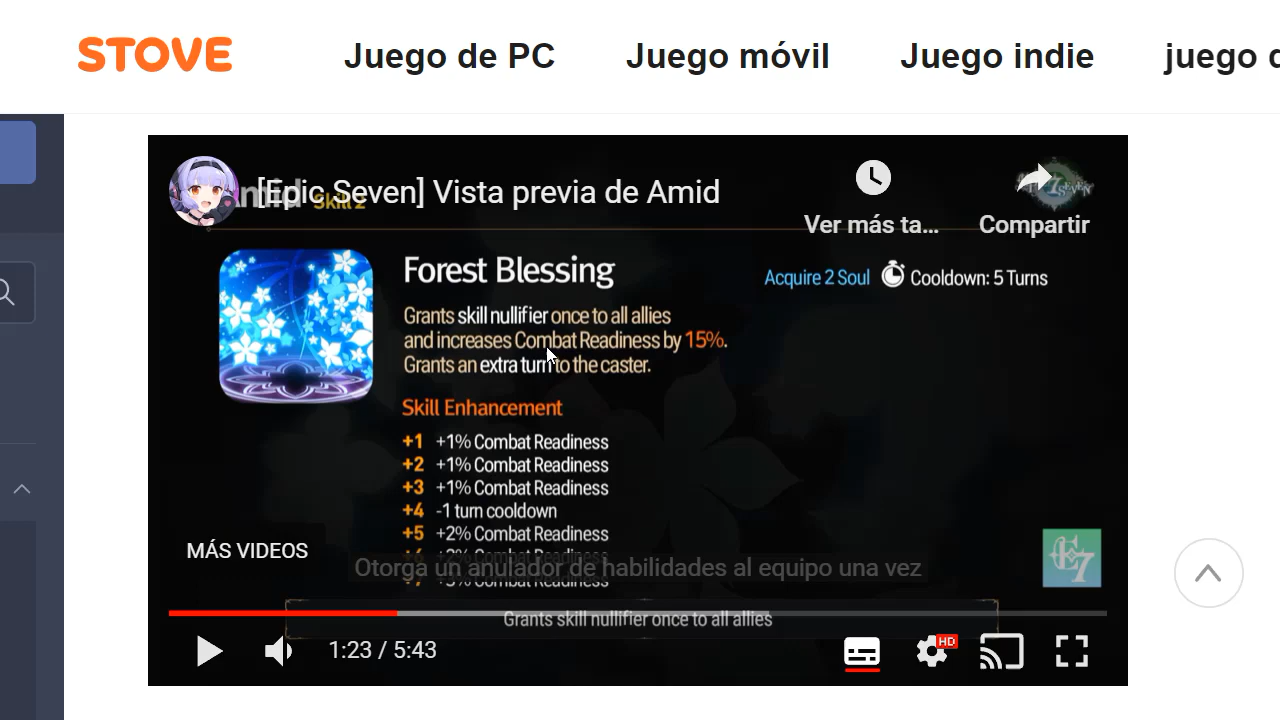 STOVE
Juego de PC
Juego móvil
Juego indie
juego
[Epic Seven] Vista previa de Amid
Skill 2
Ver más ta...
Compartir
Forest Blessing
Acquire 2 Soul
Cooldown: 5 Turns
Grants skill nullifier once to all allies
and increases Combat Readiness by 15%.
Grants an extra turn to the caster.
Skill Enhancement
+1 +1% Combat Readiness
+2 +1% Combat Readiness
+3 +1% Combat Readiness
+4 -1 turn cooldown
+5 +2% Combat Readiness
MÁS VIDEOS
Otorga un anulador de habilidades al equipo una vez
E7
Grants skill nullifier once to all allies
1:23 / 5:43
HD